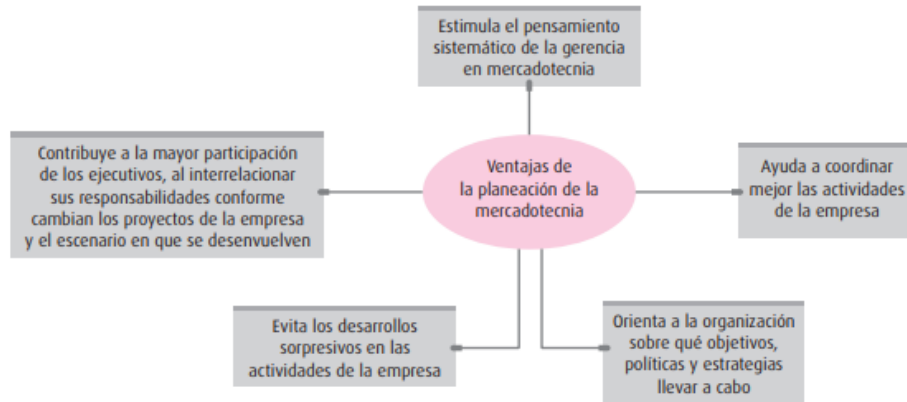 Estimula el pensamiento
sistemático de la gerencia
en mercadotecnia
Contribuye a la mayor participación
de los ejecutivos, al interrelacionar
sus responsabilidades conforme
cambian los proyectos de la empresa
y el escenario en que se desenvuelven
Ventajas de
la planeación de la
mercadotecnia
Ayuda a coordinar
mejor las actividades
de la empresa
Evita los desarrollos
sorpresivos en las
actividades de la empresa
Orienta a la organización
sobre qué objetivos,
políticas y estrategias
llevar a cabo